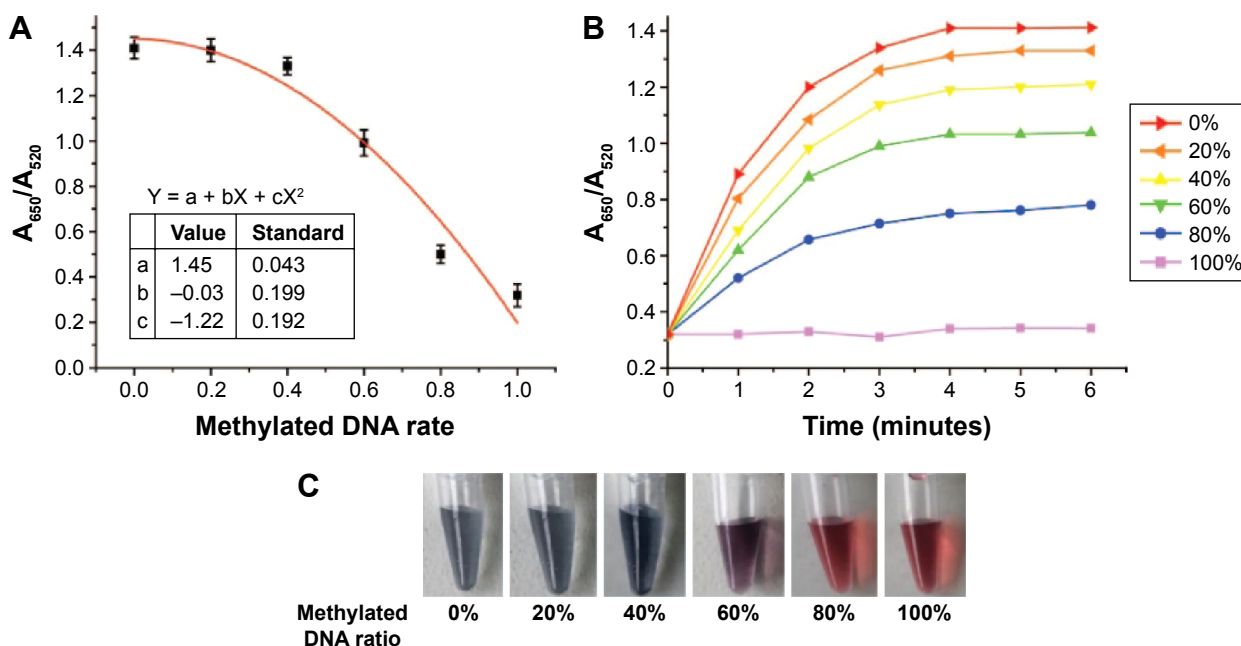 A
A650/A520
1.4
1.2
1.0
0.8
0.6
0.4
0.2
0.0
Y = a + bX + cX²
Value Standard
a 1.45 0.043
b –0.03 0.199
c –1.22 0.192
0.0 0.2 0.4 0.6 0.8 1.0
Methylated DNA rate
B
A650/A520
1.4
1.2
1.0
0.8
0.6
0.4
0.2
0 1 2 3 4 5 6
Time (minutes)
0%
20%
40%
60%
80%
100%
C
Methylated DNA ratio 0% 20% 40% 60% 80% 100%